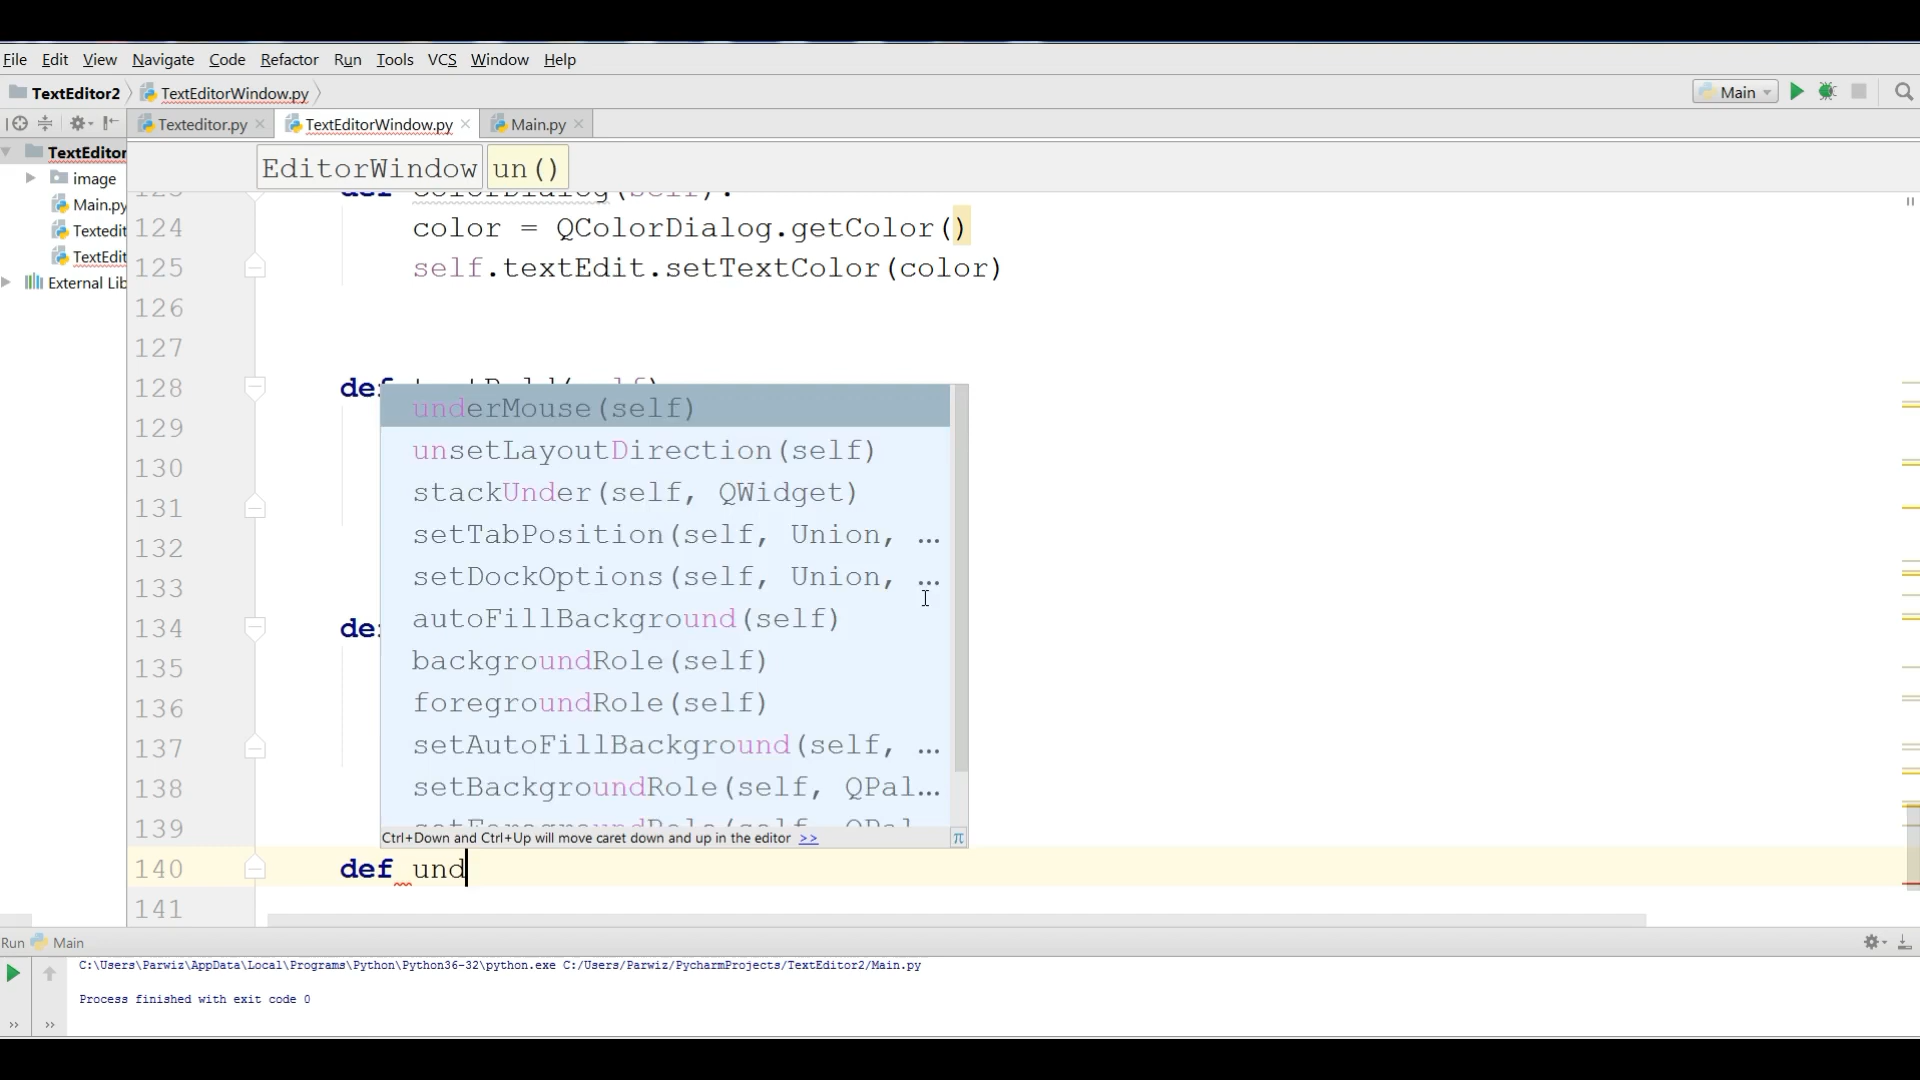 File Edit View Navigate Code Refactor Run Tools VCS Window Help
TextEditor2 TextEditorWindow.py Main
Texteditor.py TextEditorWindow.py Main.py
TextEditor
image
Main.py
Textedit
TextEdit
External Lib
EditorWindow un()
def colorDialog(self):
124 color = QColorDialog.getColor()
125 self.textEdit.setTextColor(color)
126
127
128 def
129
130
131
132
133
134 def
135
136
137
138
139
140 def und
141
underMouse(self)
unsetLayoutDirection(self)
stackUnder(self, QWidget)
setTabPosition(self, Union, ...
setDockOptions(self, Union, ...
autoFillBackground(self)
backgroundRole(self)
foregroundRole(self)
setAutoFillBackground(self, ...
setBackgroundRole(self, QPal...
Ctrl+Down and Ctrl+Up will move caret down and up in the editor >> π
Run Main
C:\Users\Parwiz\AppData\Local\Programs\Python\Python36-32\python.exe C:/Users/Parwiz/PycharmProjects/TextEditor2/Main.py
Process finished with exit code 0